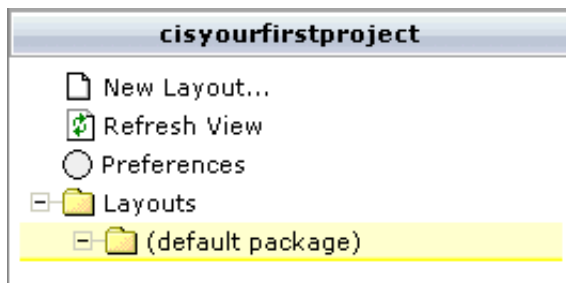 cisyourfirstproject
New Layout...
Refresh View
Preferences
Layouts
(default package)